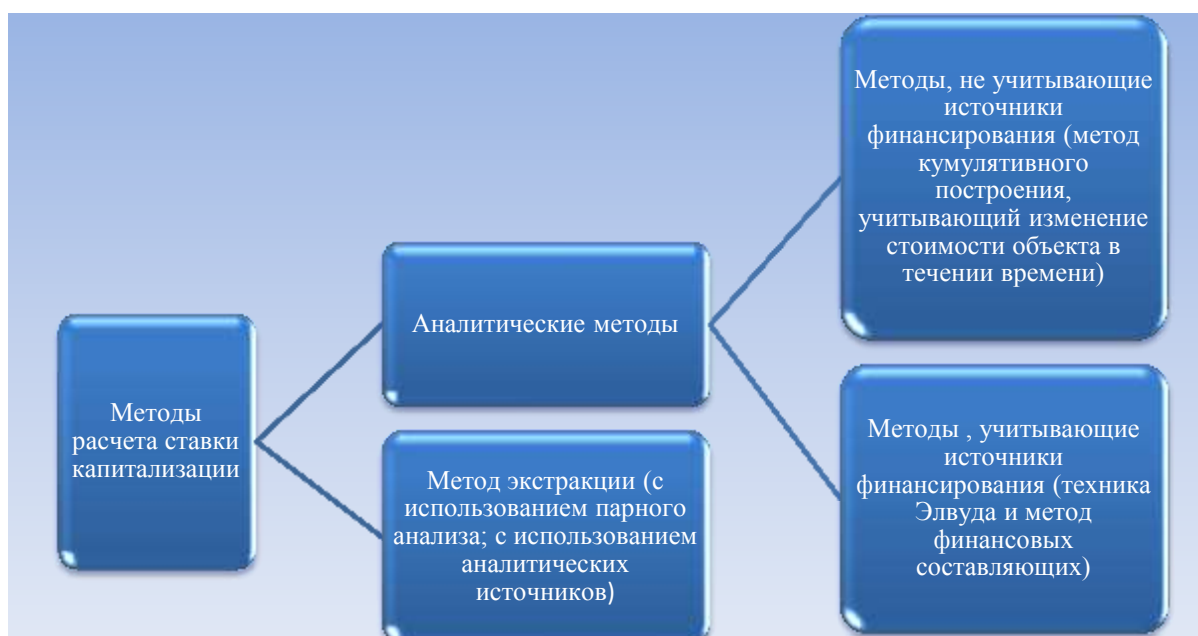 Методы
расчета ставки
капитализации
Аналитические методы
Метод экстракции (с
использованием парного
анализа; с использованием
аналитических
источников)
Методы, не учитывающие
источники
финансирования (метод
кумулятивного
построения,
учитывающий изменение
стоимости объекта в
течении времени)
Методы , учитывающие
источники
финансирования (техника
Элвуда и метод
финансовых
составляющих)